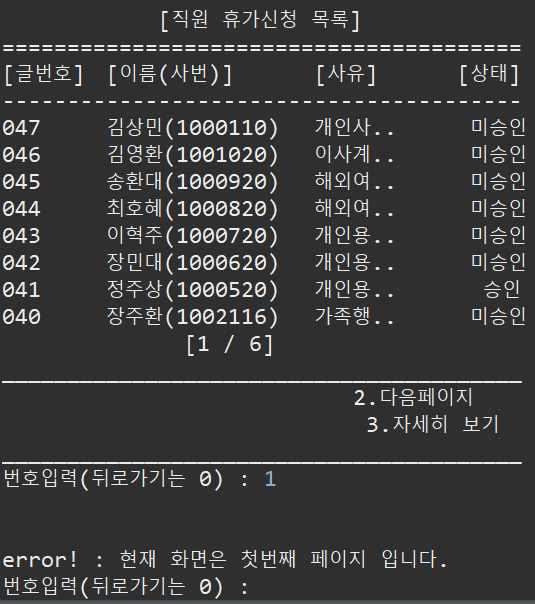 [직원 휴가신청 목록]
========================================
[글번호] [이름(사번)] [사유] [상태]
----------------------------------------
047 김상민(1000110) 개인사.. 미승인
046 김영환(1001020) 이사계.. 미승인
045 송환대(1000920) 해외여.. 미승인
044 최호혜(1000820) 해외여.. 미승인
043 이혁주(1000720) 개인용.. 미승인
042 장민대(1000620) 개인용.. 미승인
041 정주상(1000520) 개인용.. 승인
040 장주환(1002116) 가족행.. 미승인
[1 / 6]
________________________________________
2.다음페이지
3.자세히 보기
________________________________________
번호입력(뒤로가기는 0) : 1
error! : 현재 화면은 첫번째 페이지 입니다.
번호입력(뒤로가기는 0) :